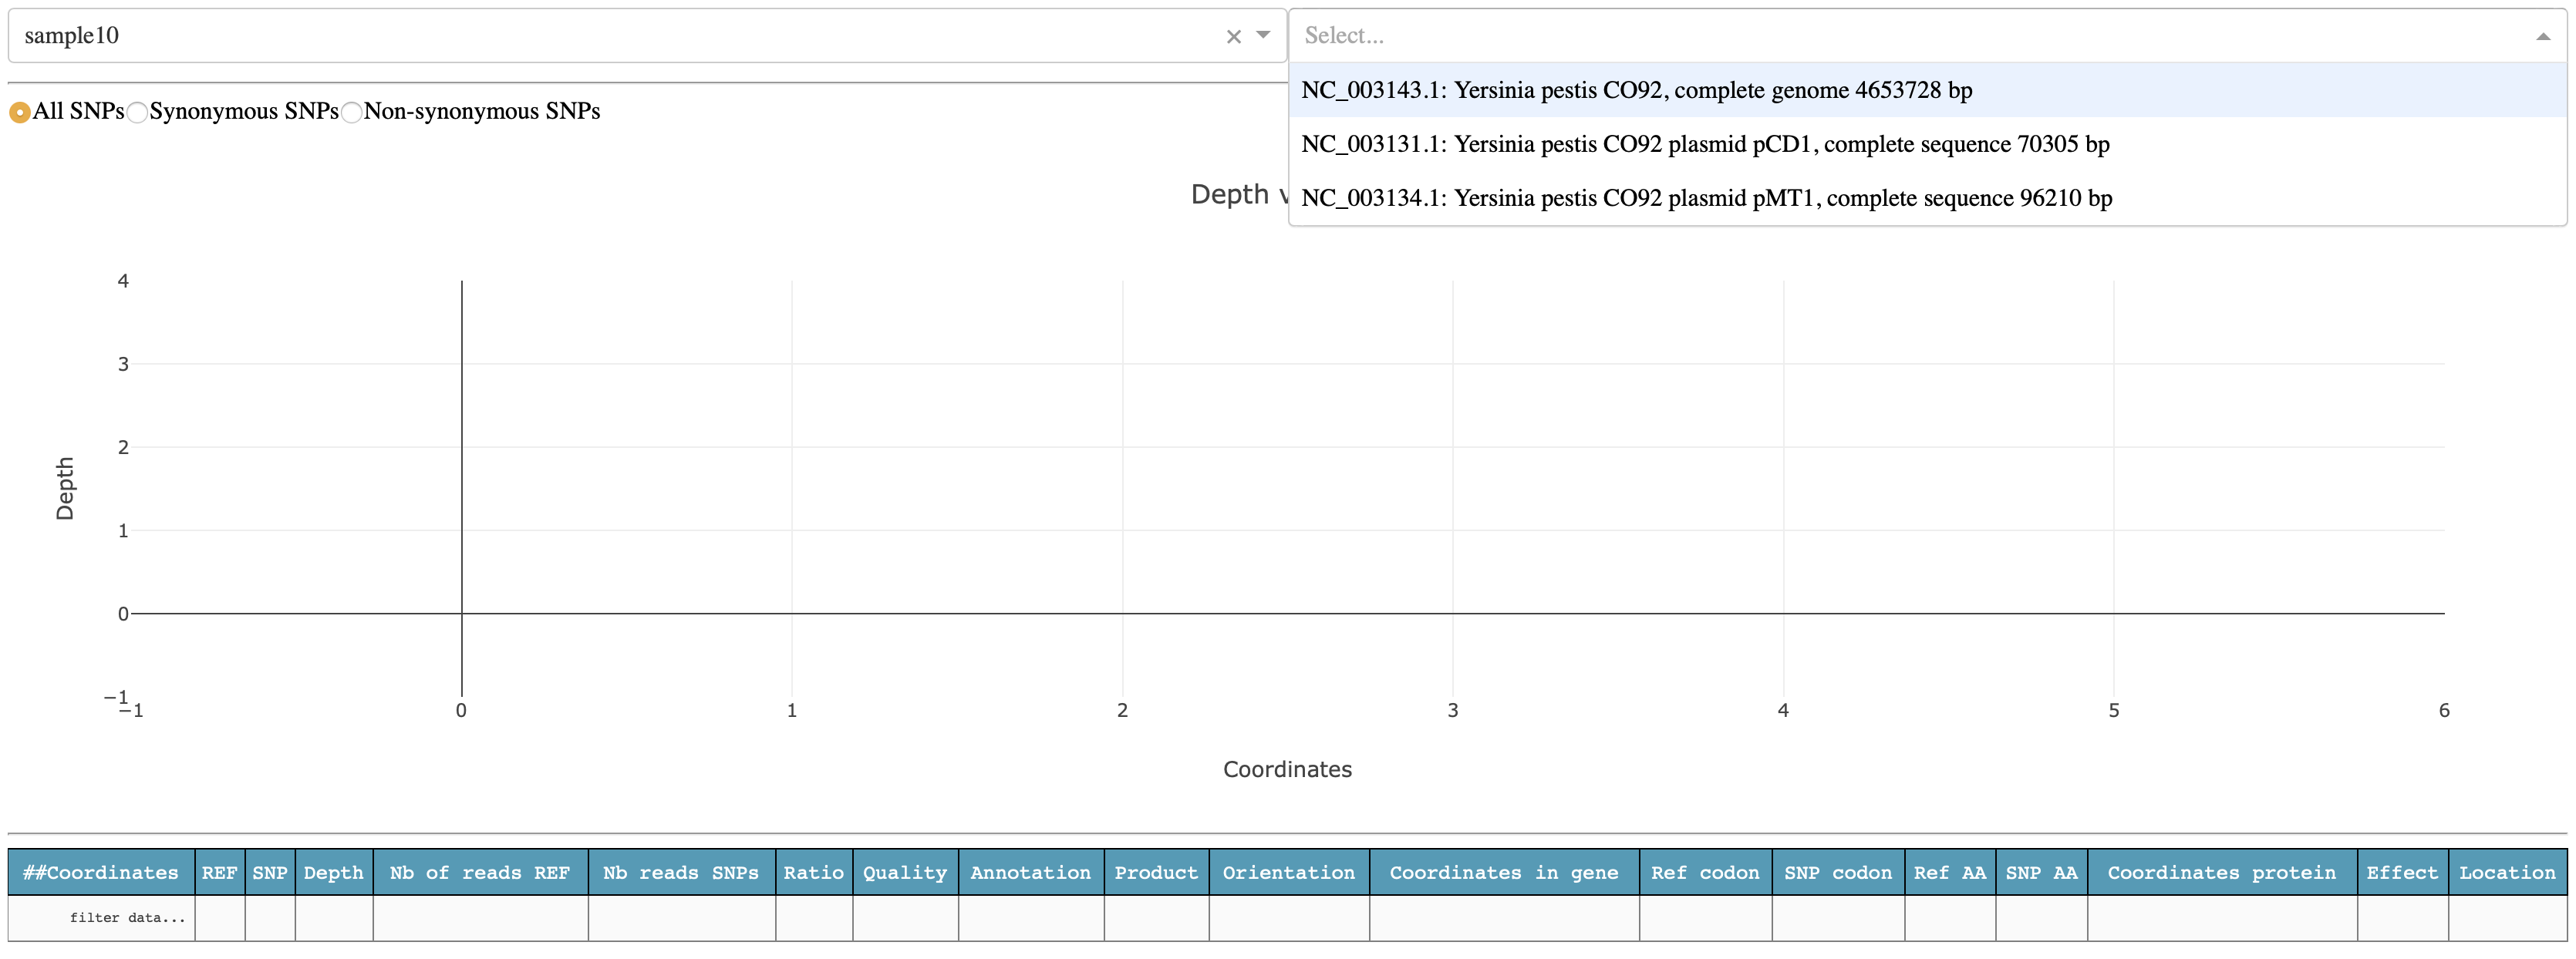 sample10
Select...
NC_003143.1: Yersinia pestis CO92, complete genome 4653728 bp
NC_003131.1: Yersinia pestis CO92 plasmid pCD1, complete sequence 70305 bp
NC_003134.1: Yersinia pestis CO92 plasmid pMT1, complete sequence 96210 bp
All SNPs Synonymous SNPs Non-synonymous SNPs
Depth v
4
3
2
1
0
−1
Depth
−1 0 1 2 3 4 5 6
Coordinates
##Coordinates REF SNP Depth Nb of reads REF Nb reads SNPs Ratio Quality Annotation Product Orientation Coordinates in gene Ref codon SNP codon Ref AA SNP AA Coordinates protein Effect Location
filter data...